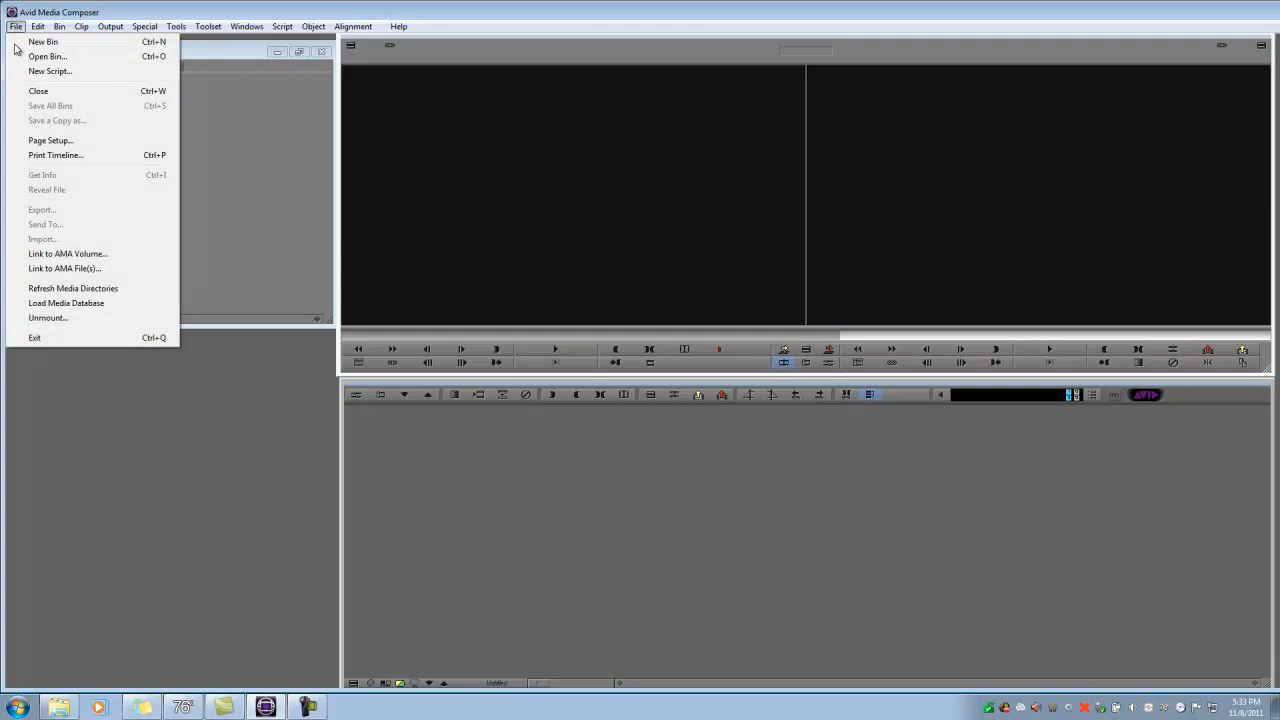 Avid Media Composer
File Edit Bin Clip Output Special Tools Toolset Windows Script Object Alignment Help
New Bin Ctrl+N
Open Bin... Ctrl+O
New Script...
Close Ctrl+W
Save All Bins Ctrl+S
Save a Copy as...
Page Setup...
Print Timeline... Ctrl+P
Get Info Ctrl+I
Reveal File
Export...
Send To...
Import...
Link to AMA Volume...
Link to AMA File(s)...
Refresh Media Directories
Load Media Database
Unmount...
Exit Ctrl+Q
AVID
Untitled
76°
5:33 PM
11/8/2011